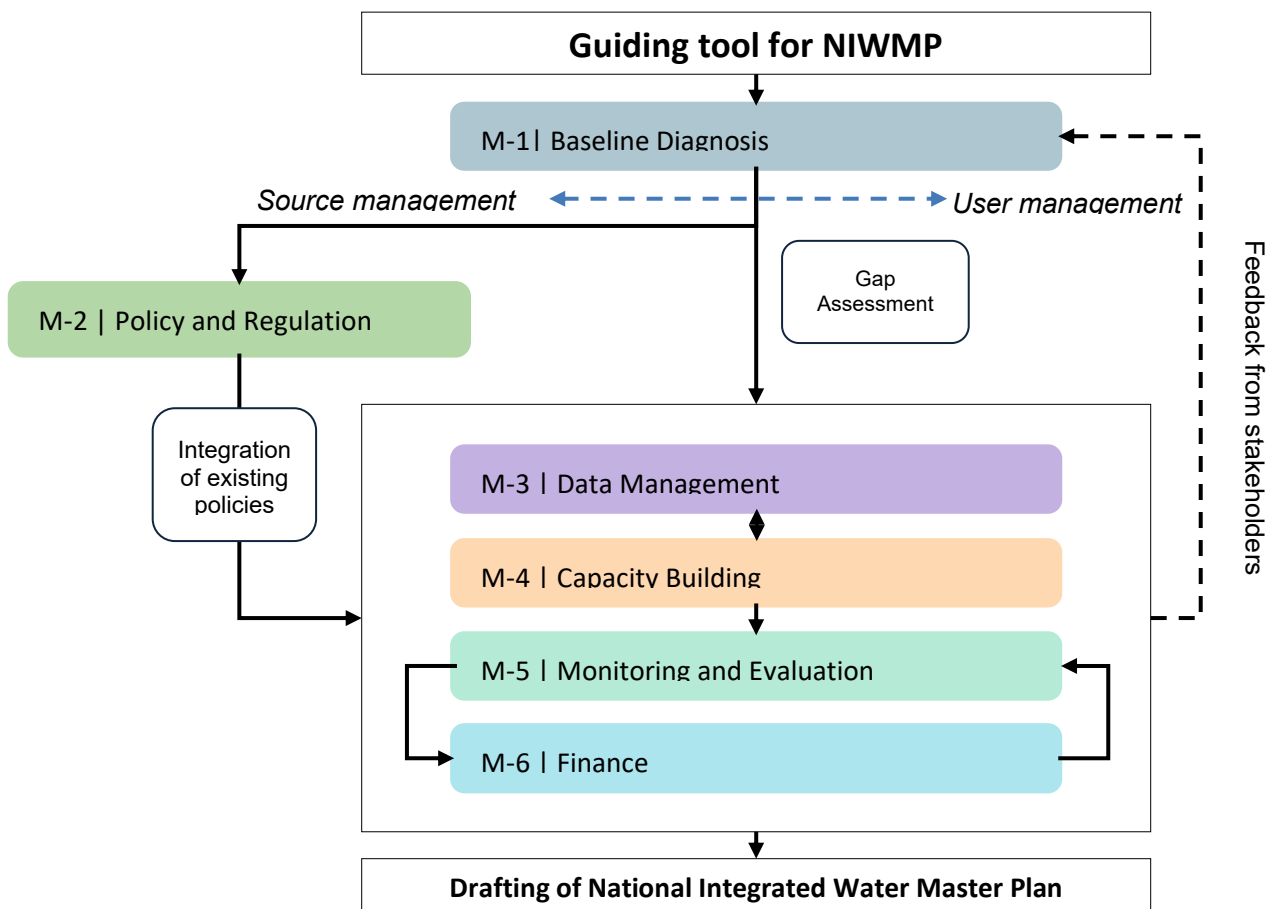 Guiding tool for NIWMP
M-1| Baseline Diagnosis
Source management
User management
Gap
Assessment
M-2 | Policy and Regulation
Integration
of existing
policies
M-3 | Data Management
M-4 | Capacity Building
M-5 | Monitoring and Evaluation
M-6 | Finance
Feedback from stakeholders
Drafting of National Integrated Water Master Plan